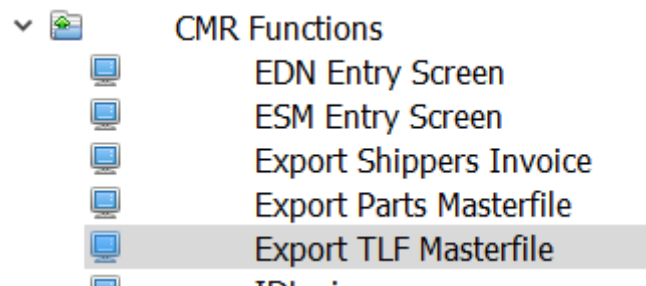 CMR Functions
EDN Entry Screen
ESM Entry Screen
Export Shippers Invoice
Export Parts Masterfile
Export TLF Masterfile